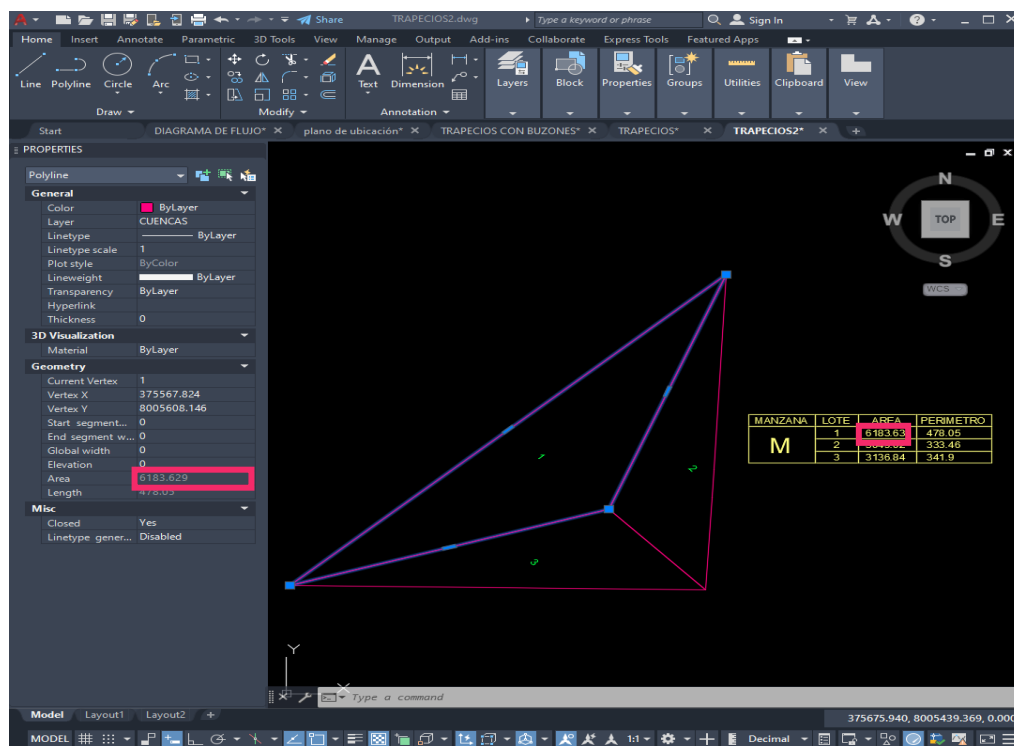 Share TRAPECIOS2.dwg Type a keyword or phrase Sign In
Home Insert Annotate Parametric 3D Tools View Manage Output Add-ins Collaborate Express Tools Featured Apps
Line Polyline Circle Arc Text Dimension Layers Block Properties Groups Utilities Clipboard View
Draw Modify Annotation
Start DIAGRAMA DE FLUJO* plano de ubicación* TRAPECIOS CON BUZONES* TRAPECIOS* TRAPECIOS2* +
PROPERTIES
Polyline
General
Color ByLayer
Layer CUENCAS
Linetype ByLayer
Linetype scale 1
Plot style ByColor
Lineweight ByLayer
Transparency ByLayer
Hyperlink
Thickness 0
3D Visualization
Material ByLayer
Geometry
Current Vertex 1
Vertex X 375567.824
Vertex Y 8005608.146
Start segment... 0
End segment w... 0
Global width 0
Elevation 0
Area 6183.629
Length 478.05
Misc
Closed Yes
Linetype gener... Disabled
N
W TOP E
S
WCS
MANZANA LOTE AREA PERIMETRO
M
1 6183.63 478.05
2 333.46
3 3136.84 341.9
1
2
3
Y
X
Type a command
Model Layout1 Layout2 +
375675.940, 8005439.369, 0.000
MODEL 1:1 Decimal